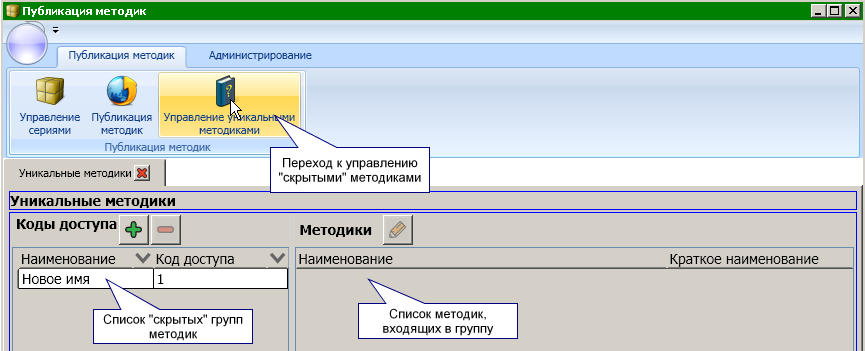 Публикация методик
Публикация методик Администрирование
Управление сериями
Публикация методик
Управление уникальными методиками
Публикация методик
Переход к управлению
"скрытыми" методиками
Уникальные методики
Уникальные методики
Коды доступа
Методики
Наименование Код доступа
Наименование Краткое наименование
Новое имя 1
Список "скрытых" групп
методик
Список методик,
входящих в группу